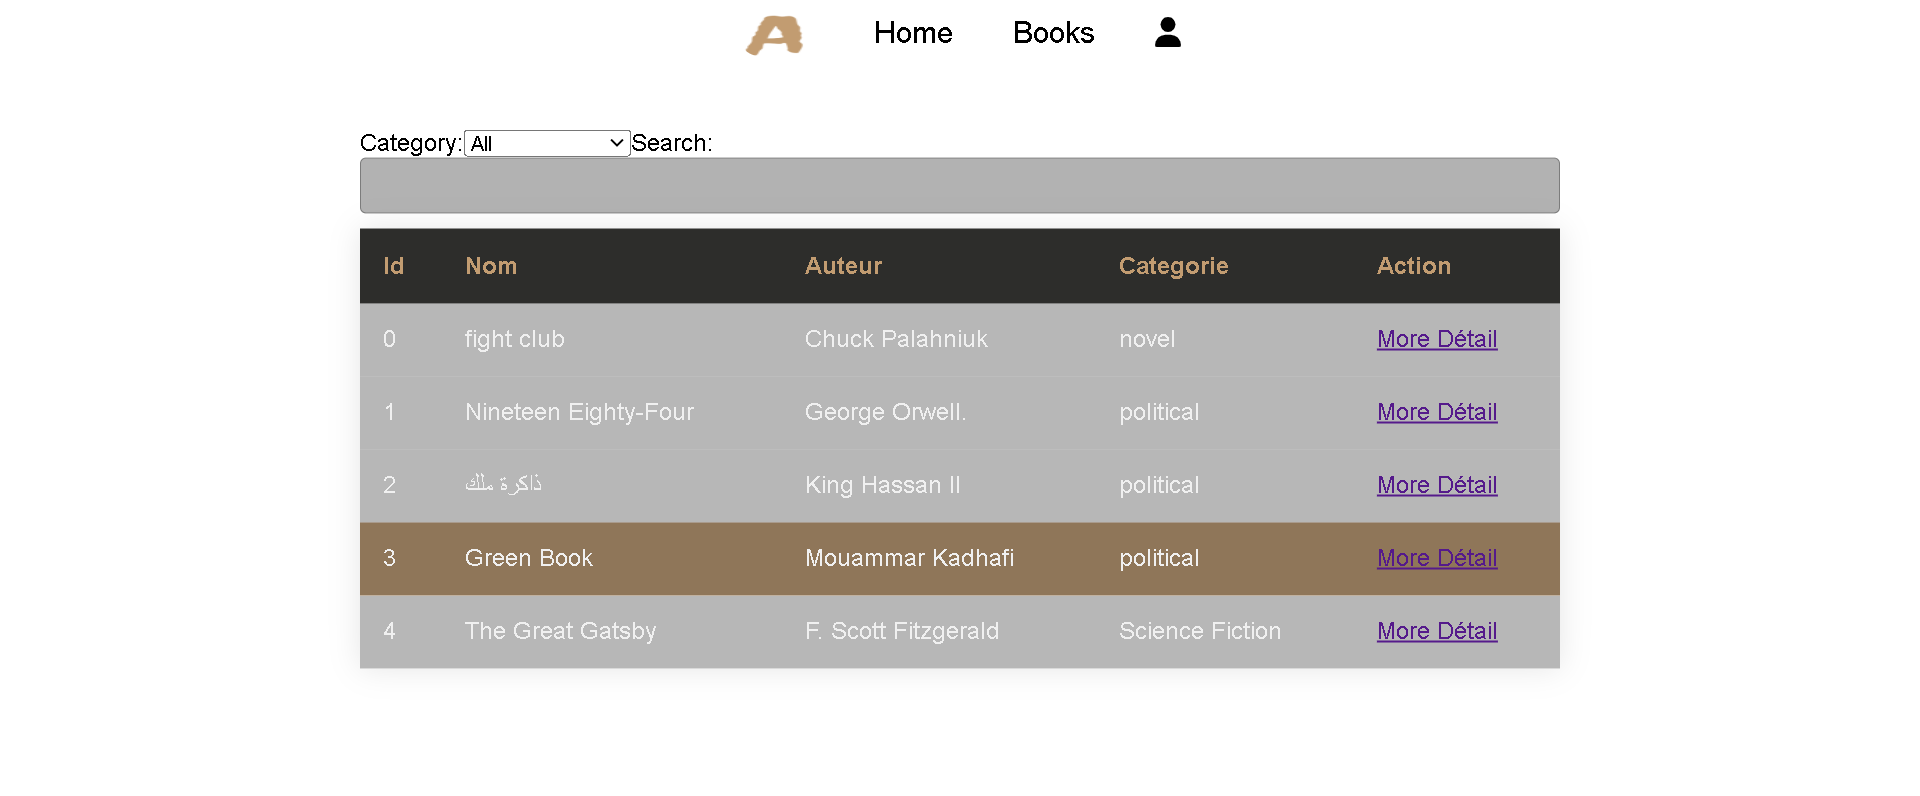 A Home Books
Category: All Search:
Id Nom Auteur Categorie Action
0 fight club Chuck Palahniuk novel More Détail
1 Nineteen Eighty-Four George Orwell. political More Détail
2 ذاكرة ملك King Hassan II political More Détail
3 Green Book Mouammar Kadhafi political More Détail
4 The Great Gatsby F. Scott Fitzgerald Science Fiction More Détail